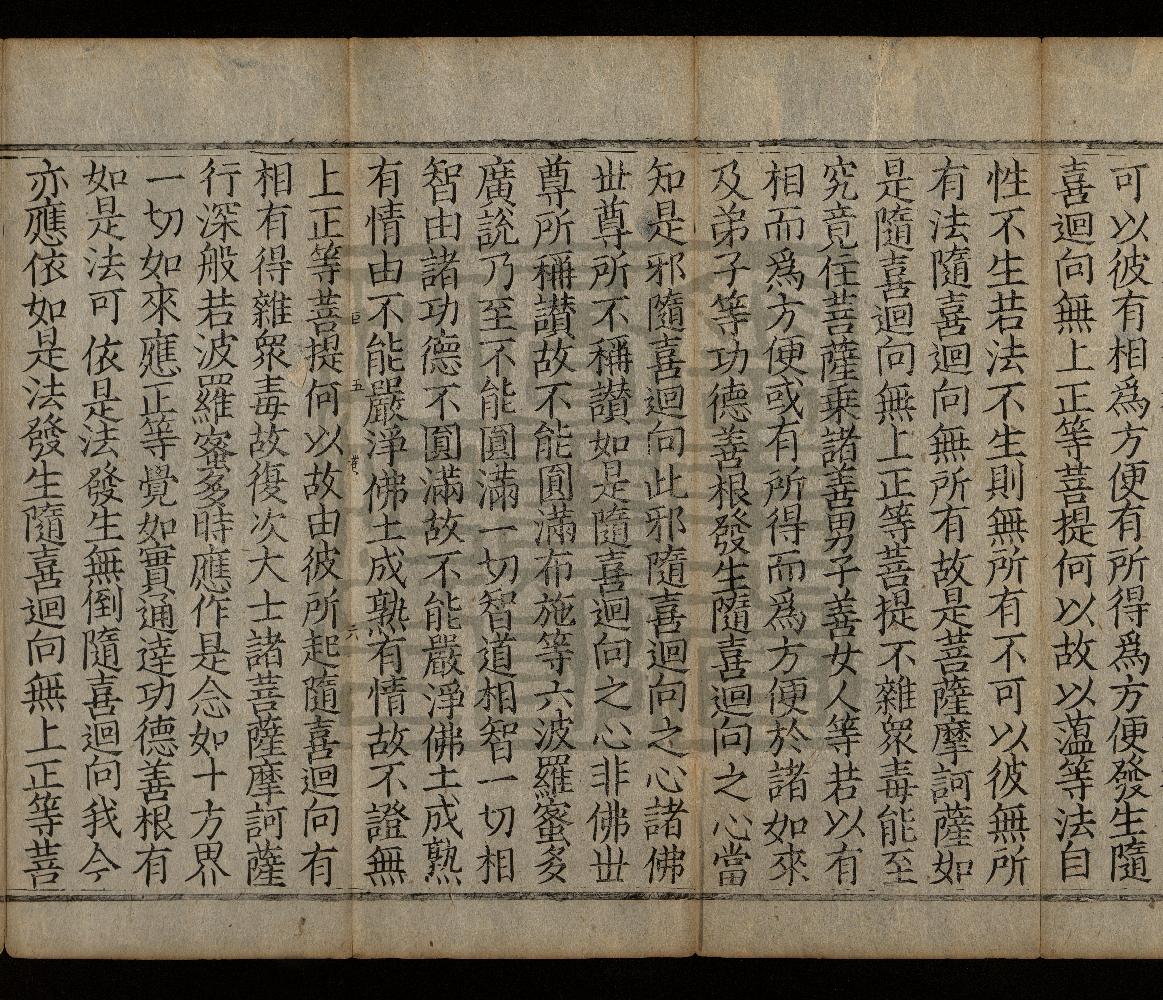 可以彼有相爲方便有所得爲方便發生隨
喜迴向無上正等菩提何以故以蘊等法自
性不生若法不生則無所有不可以彼無所
有法隨喜迴向無所有故是菩薩摩訶薩如
是隨喜迴向無上正等菩提不雜衆毒能至
究竟住菩薩乗諸善男子善女人等若以有
相而爲方便或有所得而爲方便於諸如來
及弟子等功德善根發生隨喜迴向之心當
知是邪隨喜迴向此邪隨喜迴向之心諸佛
世尊所不稱讃如是隨喜迴向之心非佛世
尊所稱讃故不能圓滿布施等六波羅蜜多
廣說乃至不能圓滿一切智道相智一切相
智由諸功德不圓滿故不能嚴淨佛土成熟
有情由不能嚴淨佛土成熟有情故不證無
五
六
上正等菩提何以故由彼所起隨喜迴向有
相有得雜衆毒故復次大士諸菩薩摩訶薩
行深般若波羅蜜多時應作是念如十方界
一切如來應正等覺如實通達功德善根有
如是法可依是法發生無倒隨喜迴向我今
亦應依如是法發生隨喜迴向無上正等菩